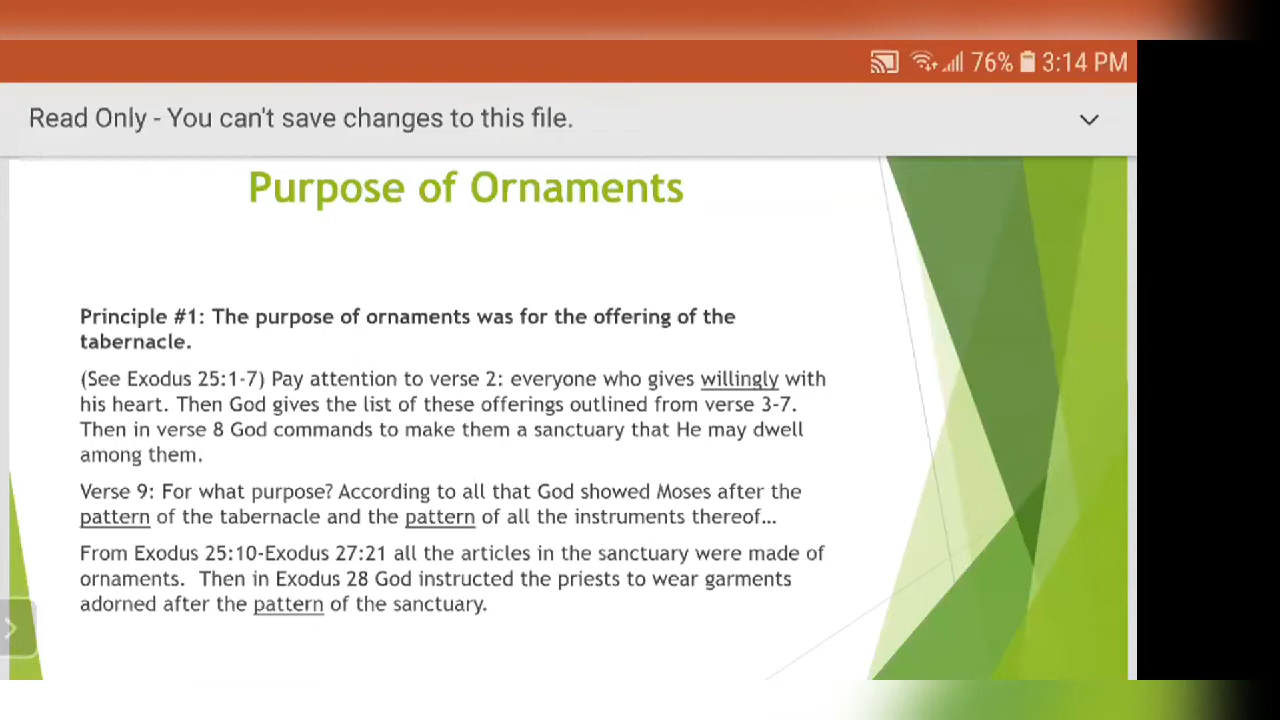 76% 3:14 PM
Read Only - You can't save changes to this file.
Purpose of Ornaments
Principle #1: The purpose of ornaments was for the offering of the
tabernacle.
(See Exodus 25:1-7) Pay attention to verse 2: everyone who gives willingly with
his heart. Then God gives the list of these offerings outlined from verse 3-7.
Then in verse 8 God commands to make them a sanctuary that He may dwell
among them.
Verse 9: For what purpose? According to all that God showed Moses after the
pattern of the tabernacle and the pattern of all the instruments thereof…
From Exodus 25:10-Exodus 27:21 all the articles in the sanctuary were made of
ornaments. Then in Exodus 28 God instructed the priests to wear garments
adorned after the pattern of the sanctuary.